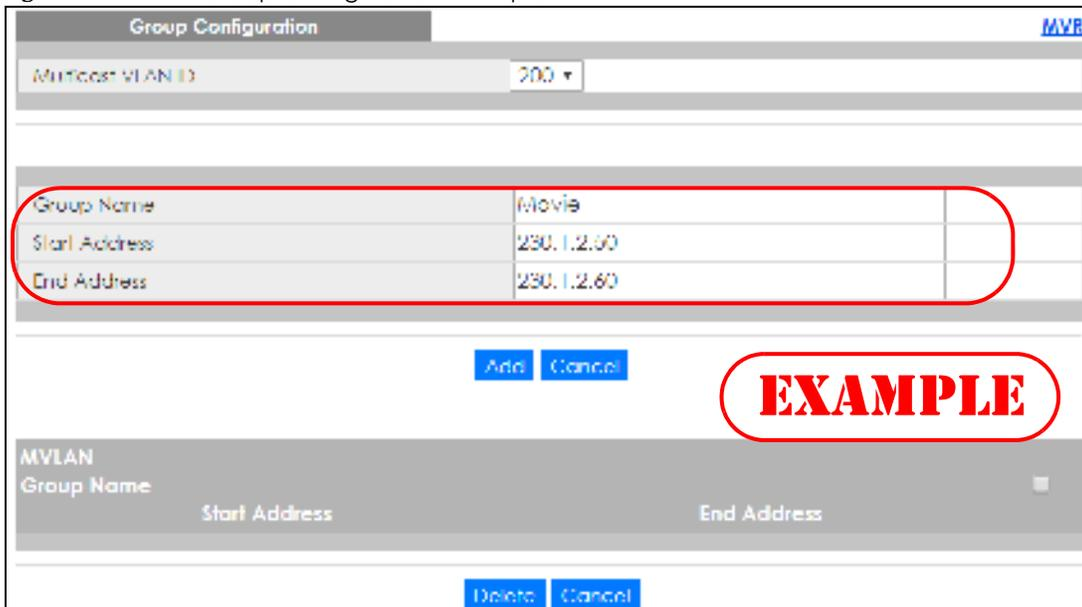 Group Configuration MVR
Multicast VLAN ID 200
Group Name Movie
Start Address 230.1.2.50
End Address 230.1.2.60
Add Cancel
EXAMPLE
MVLAN
Group Name
Start Address End Address
Delete Cancel